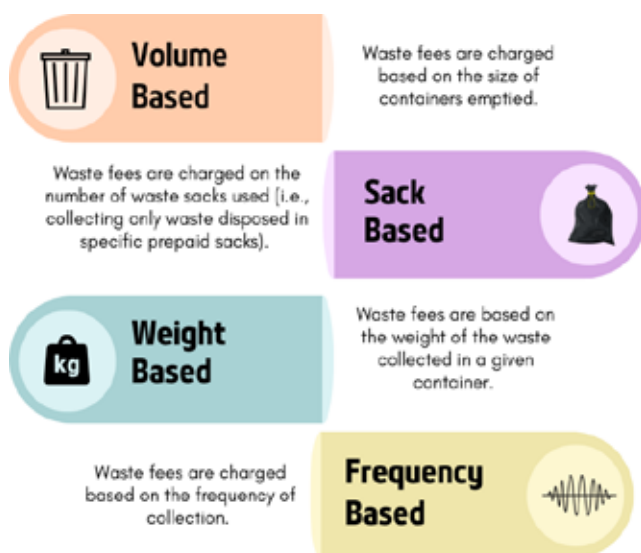 Volume
Based
Waste fees are charged
based on the size of
containers emptied.
Waste fees are charged on the
number of waste sacks used (i.e.,
collecting only waste disposed in
specific prepaid sacks).
Sack
Based
kg
Weight
Based
Waste fees are based on
the weight of the waste
collected in a given
container.
Waste fees are charged
based on the frequency of
collection.
Frequency
Based